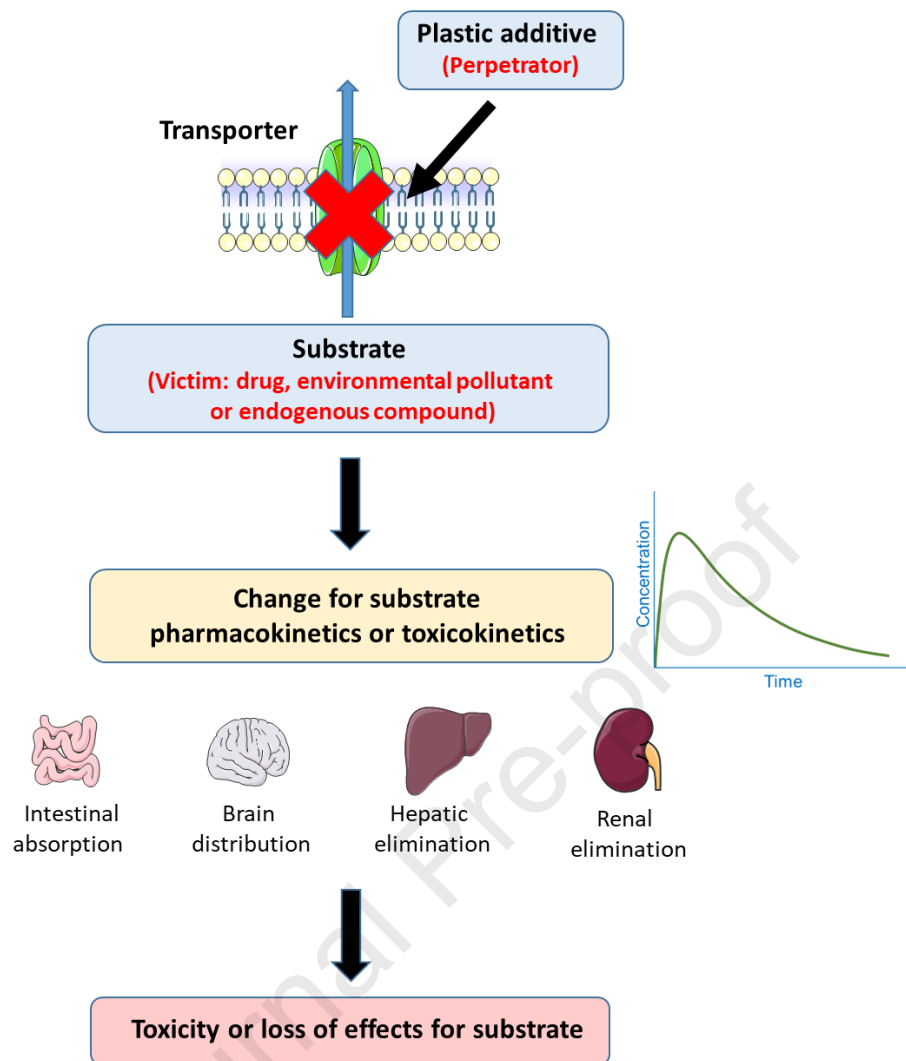 Plastic additive
(Perpetrator)
Transporter
Substrate
(Victim: drug, environmental pollutant
or endogenous compound)
Change for substrate
pharmacokinetics or toxicokinetics
Concentration
Time
Intestinal
absorption
Brain
distribution
Hepatic
elimination
Renal
elimination
Toxicity or loss of effects for substrate
urnal Pre-proof